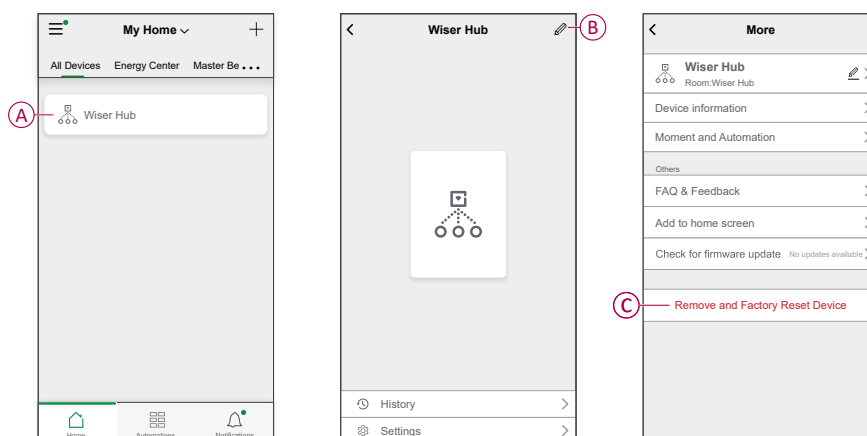 My Home
All Devices Energy Center Master Be...
A
Wiser Hub
Home Automations Notifications
Wiser Hub
B
History
Settings
More
Wiser Hub
Room:Wiser Hub
Device information
Moment and Automation
Others
FAQ & Feedback
Add to home screen
Check for firmware update No updates available
C
Remove and Factory Reset Device